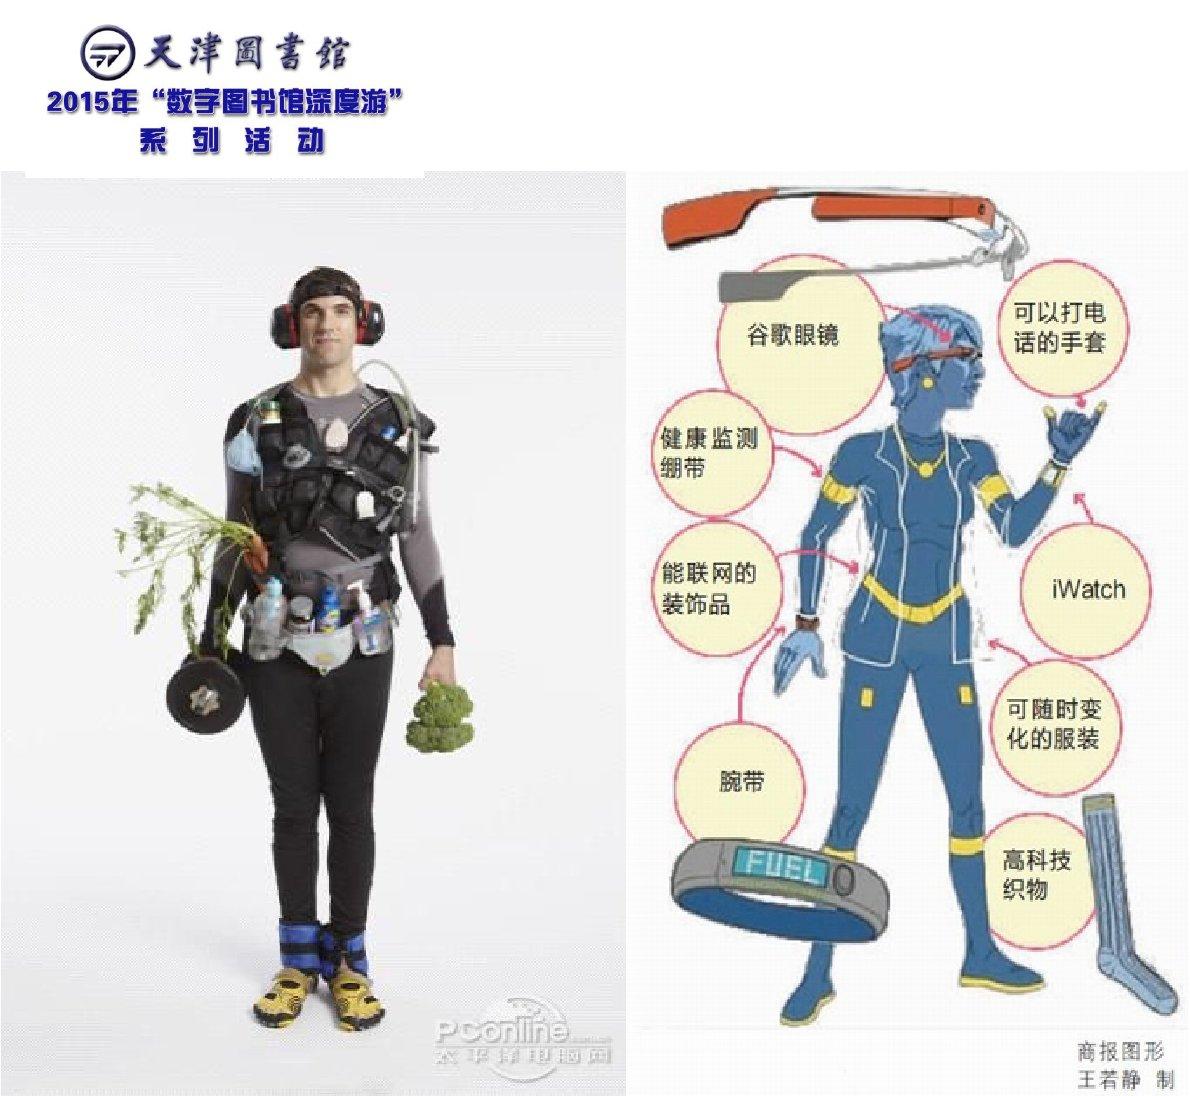 天津圖書館
2015年“数字图书馆深度游”
系列活动
谷歌眼镜
可以打电
话的手套
健康监测
绷带
能联网的
装饰品
iWatch
可随时变
化的服装
腕带
FUEL
高科技
织物
PConline
太平洋电脑网
商报图形
王若静 制